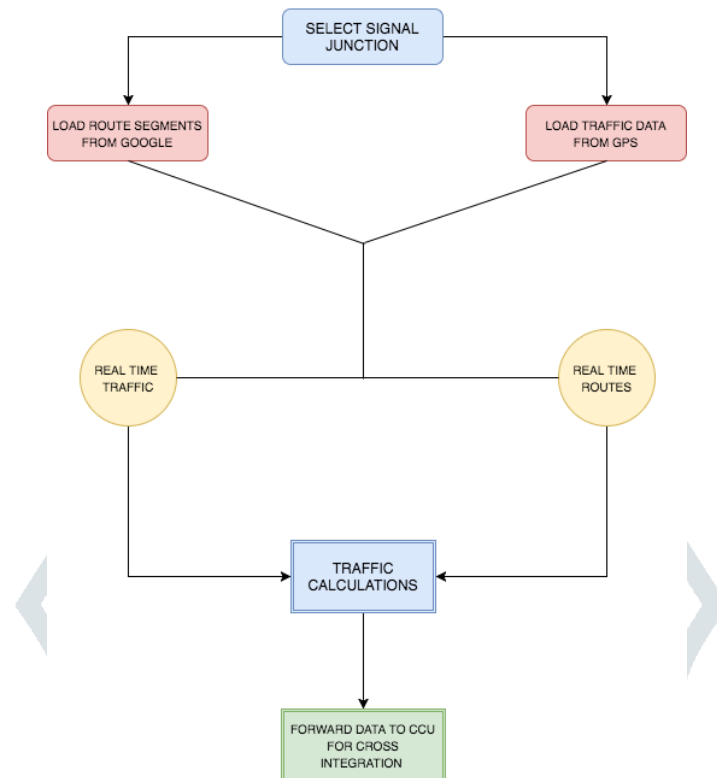 SELECT SIGNAL
JUNCTION
LOAD ROUTE SEGMENTS
FROM GOOGLE
LOAD TRAFFIC DATA
FROM GPS
REAL TIME
TRAFFIC
REAL TIME
ROUTES
TRAFFIC
CALCULATIONS
FORWARD DATA TO CCU
FOR CROSS
INTEGRATION